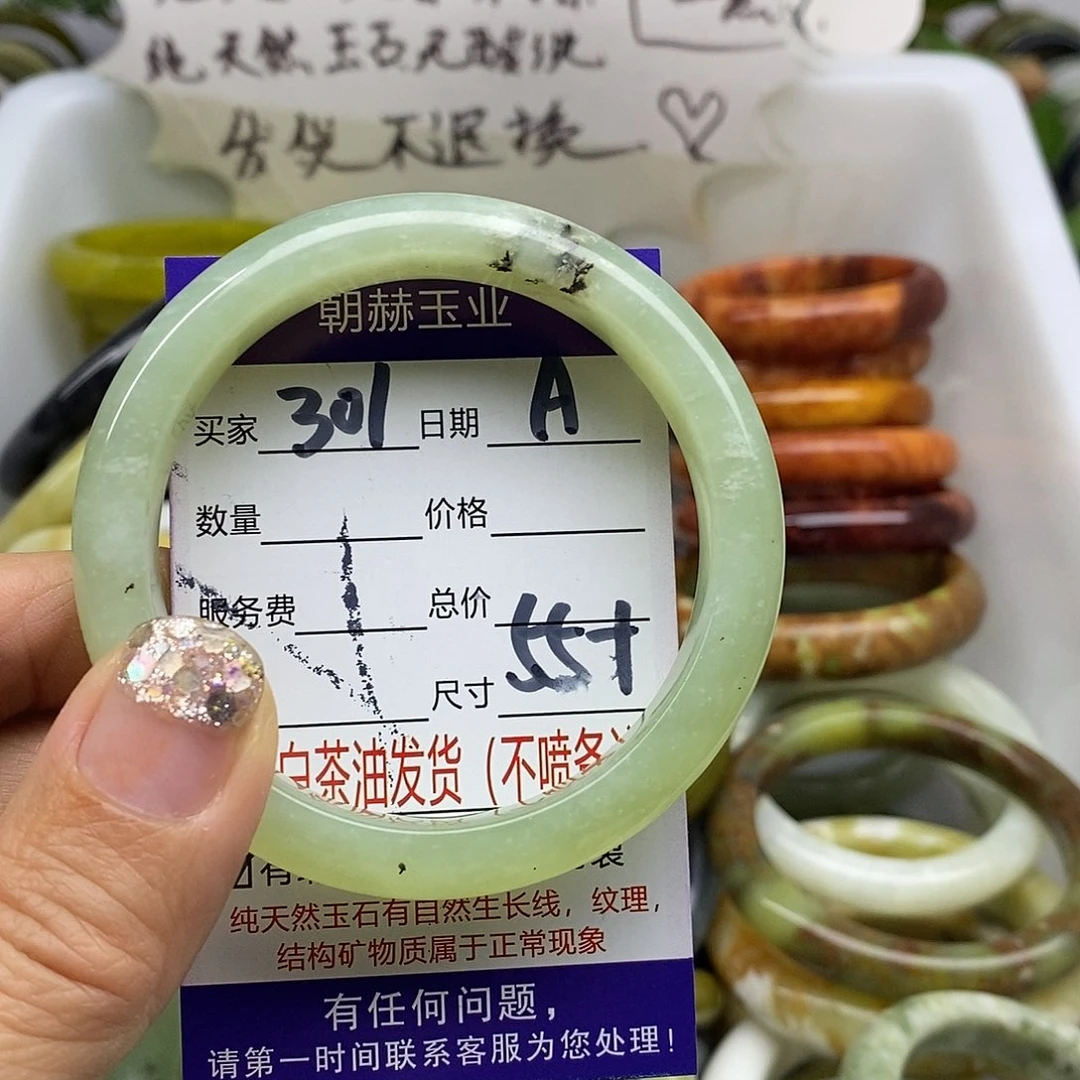 纯天然玉石无酸洗
售出不退换
朝赫玉业
买家 301 日期 A
数量 价格
服务费 总价
尺寸 55+
白茶油发货(不喷
有
纯天然玉石有自然生长线，纹理，
结构矿物质属于正常现象
有任何问题，
请第一时间联系客服为您处理！